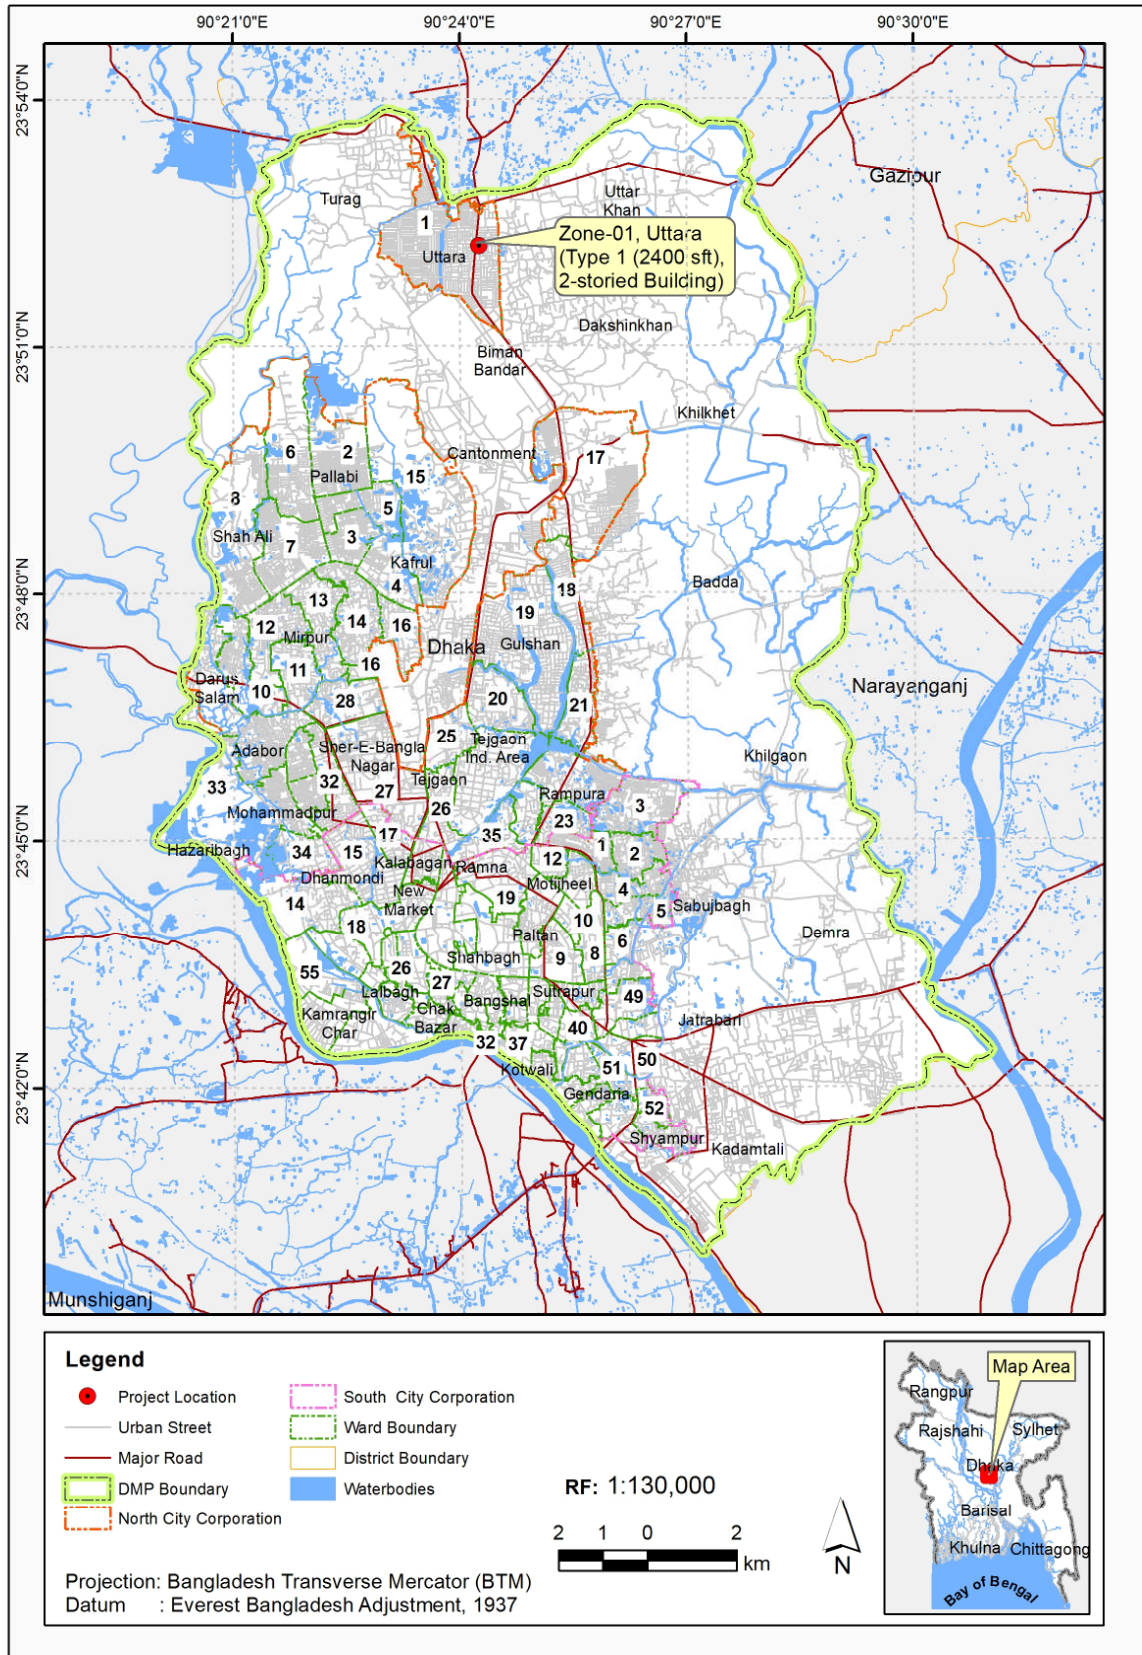 90°21'0"E
90°24'0"E
90°27'0"E
90°30'0"E
23°54'0"N
23°51'0"N
23°48'0"N
23°45'0"N
23°42'0"N
Gazipur
Turag
Uttar
Khan
1
Uttara
Zone-01, Uttara
(Type 1 (2400 sft),
2-storied Building)
Dakshinkhan
Biman
Bandar
Khilkhet
6
2
Cantonment
17
Pallabi
15
8
5
Shah Ali
3
7
Kafrul
4
18
Badda
13
19
12
14
16
Mirpur
Dhaka
Gulshan
16
11
Darus
Salam
10
28
20
21
Narayanganj
25
Adabor
Sher-E-Bangla
Nagar
Tejgaon
Ind. Area
Khilgaon
33
32
27
Tejgaon
Rampura
Mohammadpur
26
3
23
17
35
Hazaribagh
34
15
Kalabagan
12
1
2
Ramna
Dhanmondi
Motijheel
4
14
New
Market
19
5
Sabujbagh
18
10
Paltan
6
Demra
Shahbagh
9
8
55
26
27
Lalbagh
Sutrapur
49
Bangshal
Kamrangir
Char
Chak
Bazar
Jatrabari
40
32
37
50
Kotwali
51
Gendaria
52
Shyampur
Kadamtali
Munshiganj
Legend
Project Location
Urban Street
Major Road
DMP Boundary
North City Corporation
South City Corporation
Ward Boundary
District Boundary
Waterbodies
RF: 1:130,000
2 1 0 2
km
N
Projection: Bangladesh Transverse Mercator (BTM)
Datum : Everest Bangladesh Adjustment, 1937
Map Area
Rangpur
Rajshahi
Sylhet
Dhaka
Barisal
Khulna
Chittagong
Bay of Bengal